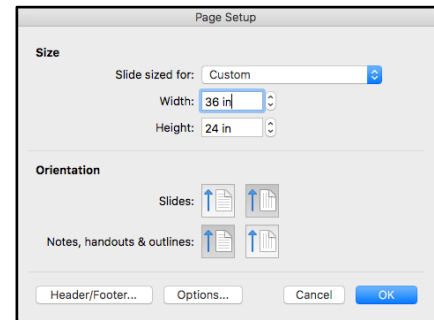 Page Setup
Size
Slide sized for: Custom
Width: 36 in
Height: 24 in
Orientation
Slides:
Notes, handouts & outlines:
Header/Footer... Options... Cancel OK